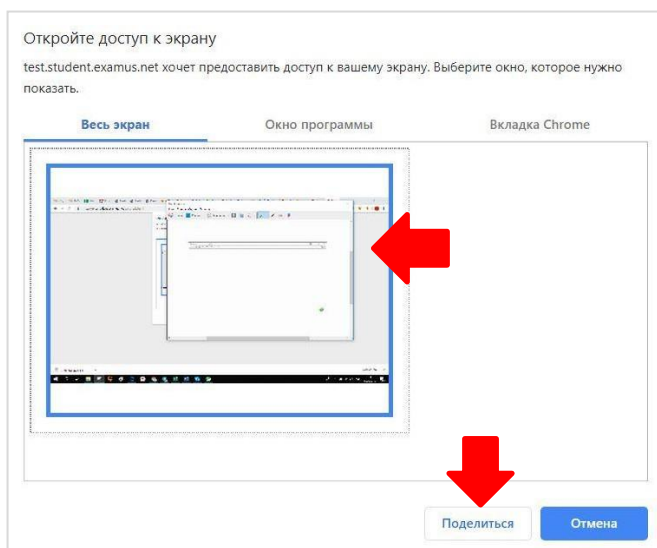 Откройте доступ к экрану
test.student.examus.net хочет предоставить доступ к вашему экрану. Выберите окно, которое нужно
показать.
Весь экран Окно программы Вкладка Chrome
Поделиться Отмена